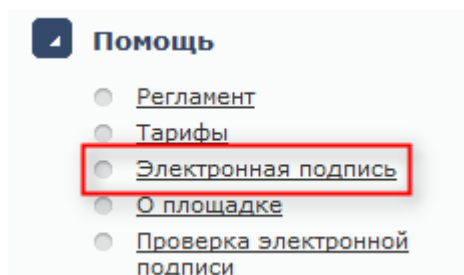 Помощь
Регламент
Тарифы
Электронная подпись
О площадке
Проверка электронной
подписи